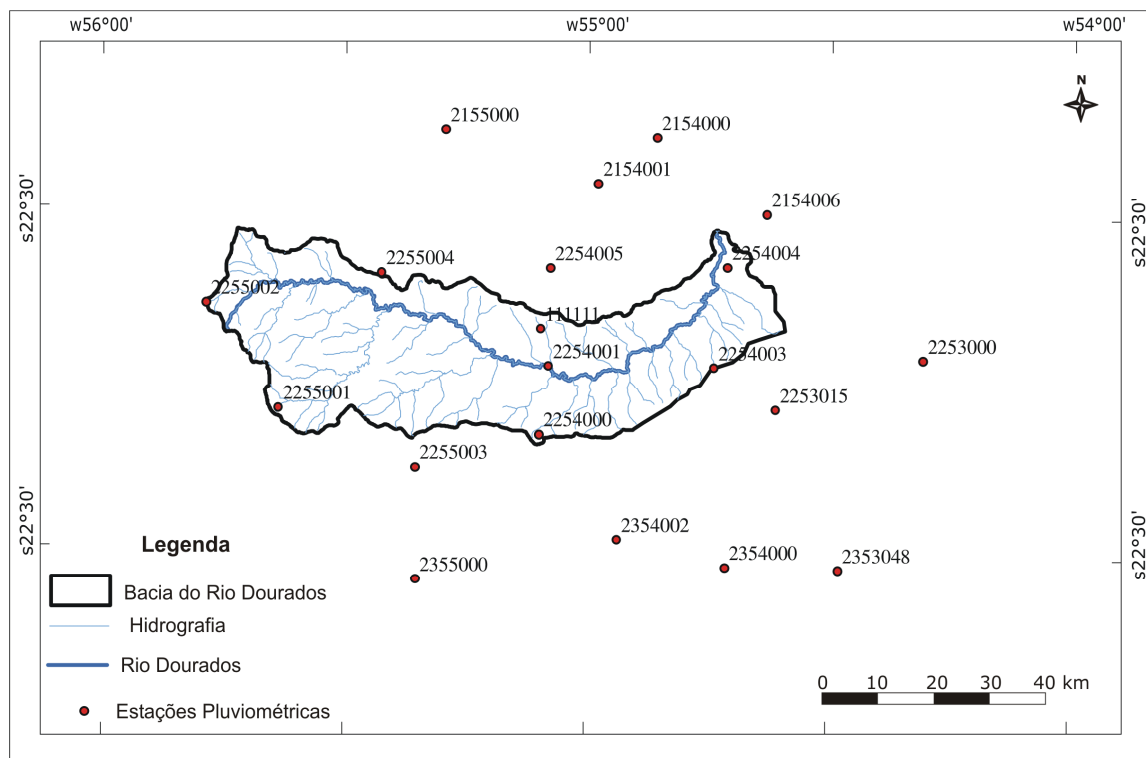 w56°00'
w55°00'
w54°00'
N
2155000
2154000
2154001
2154006
s22°30'
s22°30'
2255004
2254005
2254004
2255002
111111
2254001
2254003
2253000
2255001
2254000
2253015
2255003
s22°30'
s22°30'
2354002
2355000
2354000
2353048
Legenda
Bacia do Rio Dourados
Hidrografia
Rio Dourados
Estações Pluviométricas
0 10 20 30 40 km